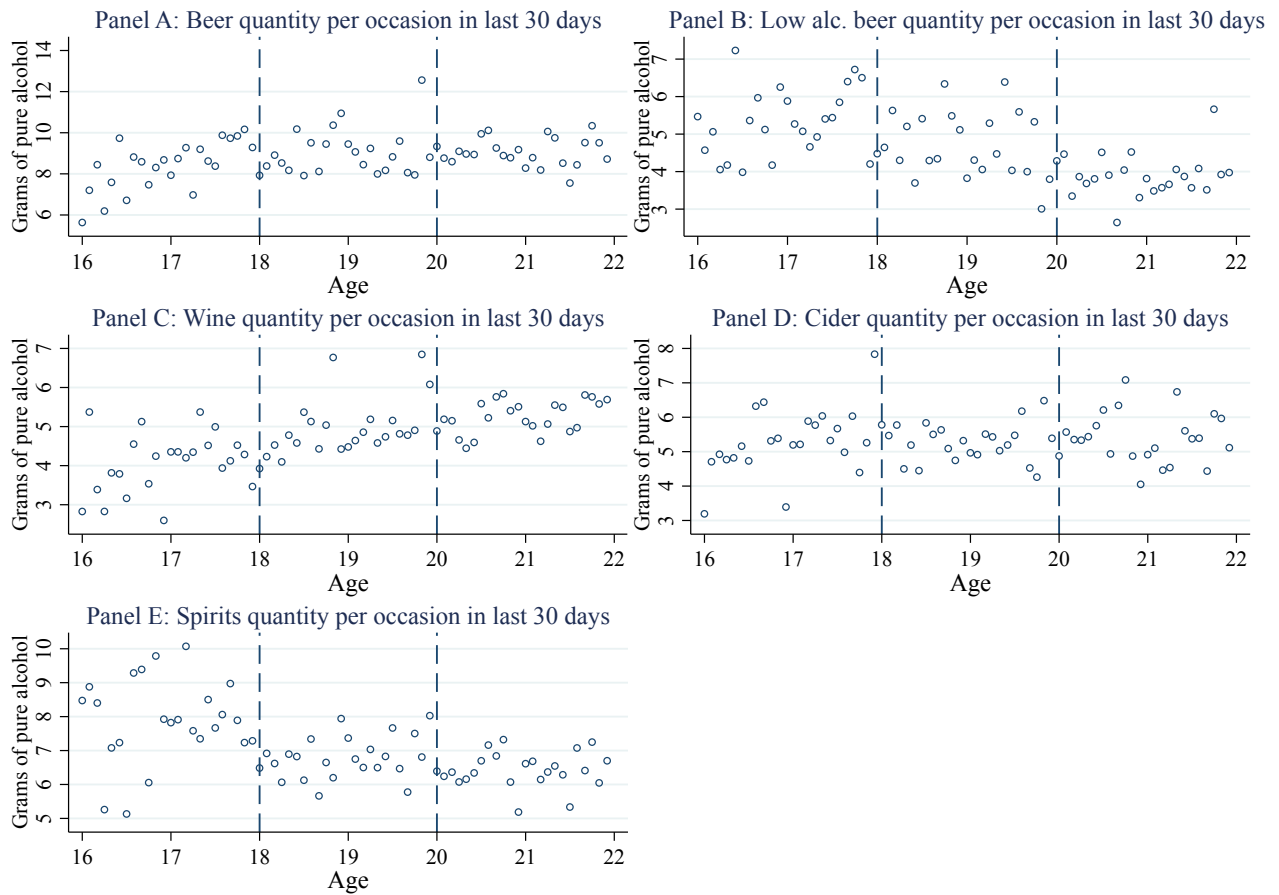 Panel A: Beer quantity per occasion in last 30 days
Grams of pure alcohol
14
12
10
8
6
16 17 18 19 20 21 22
Age
Panel B: Low alc. beer quantity per occasion in last 30 days
Grams of pure alcohol
7
6
5
4
3
16 17 18 19 20 21 22
Age
Panel C: Wine quantity per occasion in last 30 days
Grams of pure alcohol
7
6
5
4
3
16 17 18 19 20 21 22
Age
Panel D: Cider quantity per occasion in last 30 days
Grams of pure alcohol
8
7
6
5
4
3
16 17 18 19 20 21 22
Age
Panel E: Spirits quantity per occasion in last 30 days
Grams of pure alcohol
10
9
8
7
6
5
16 17 18 19 20 21 22
Age